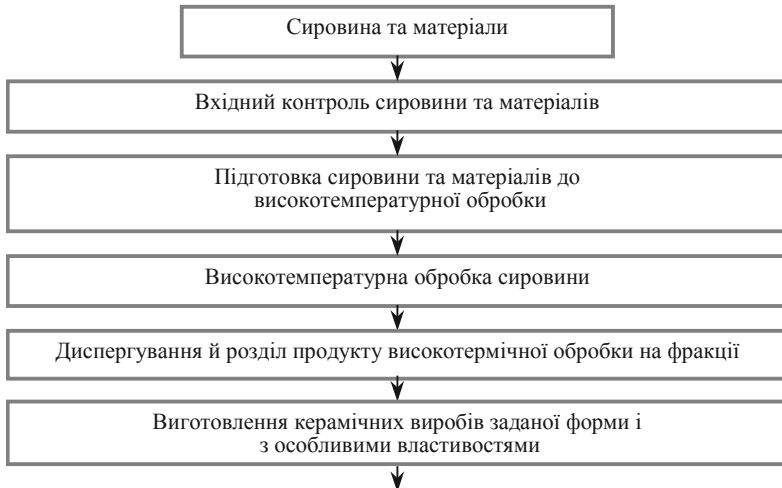 Сировина та матеріали
Вхідний контроль сировини та матеріалів
Підготовка сировини та матеріалів до
високотемпературної обробки
Високотемпературна обробка сировини
Диспергування й розділ продукту високотермічної обробки на фракції
Виготовлення керамічних виробів заданої форми і
з особливими властивостями